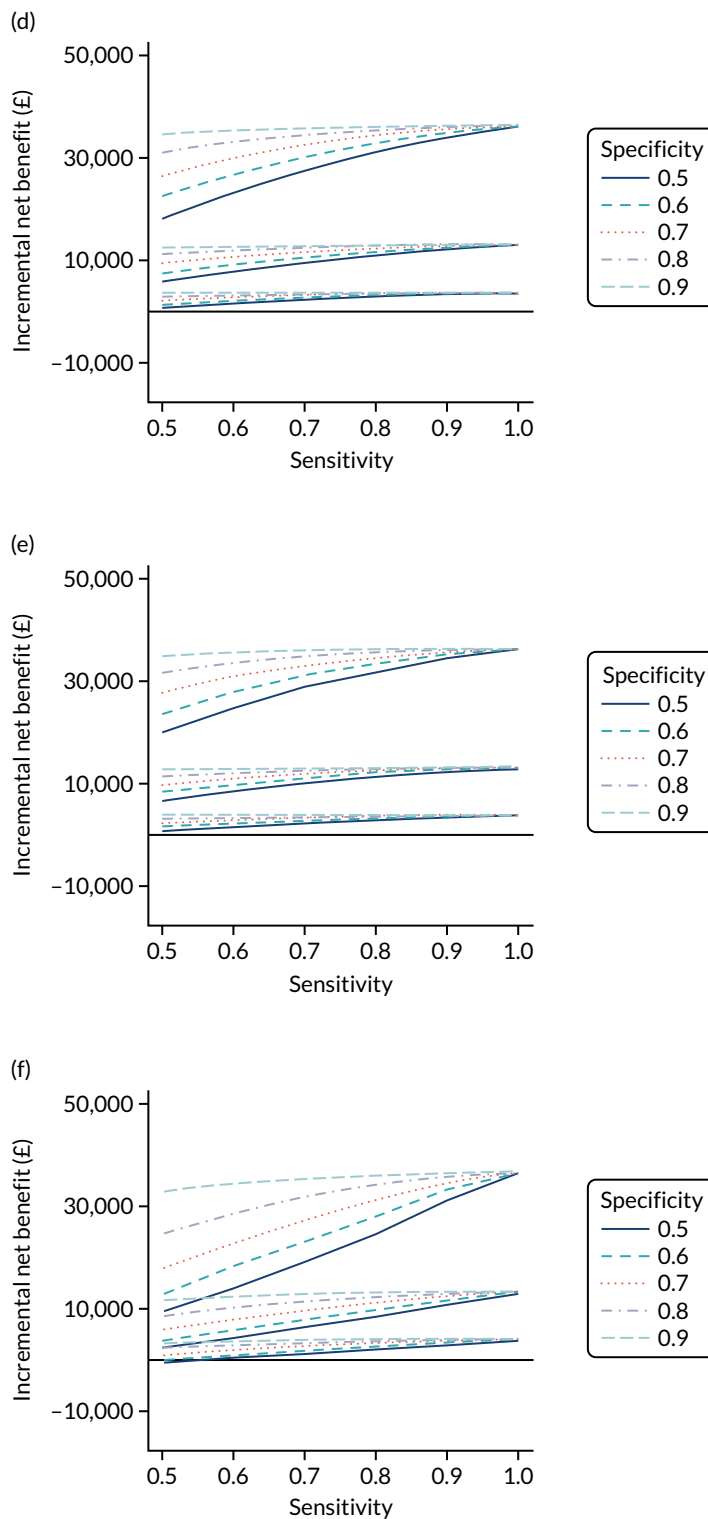 (d)
50,000
30,000
10,000
–10,000
Incremental net benefit (£)
0.5 0.6 0.7 0.8 0.9 1.0
Sensitivity
Specificity
0.5
0.6
0.7
0.8
0.9
(e)
50,000
30,000
10,000
–10,000
Incremental net benefit (£)
0.5 0.6 0.7 0.8 0.9 1.0
Sensitivity
Specificity
0.5
0.6
0.7
0.8
0.9
(f)
50,000
30,000
10,000
–10,000
Incremental net benefit (£)
0.5 0.6 0.7 0.8 0.9 1.0
Sensitivity
Specificity
0.5
0.6
0.7
0.8
0.9